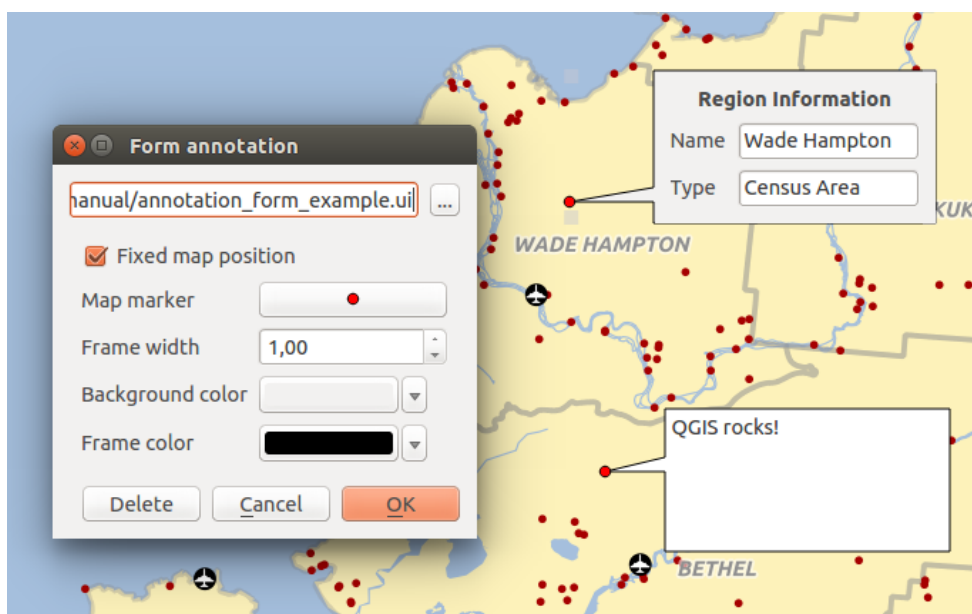 Form annotation
nanual/annotation_form_example.ui
...
Fixed map position
Map marker
Frame width
1,00
Background color
Frame color
Delete
Cancel
OK
Region Information
Name
Wade Hampton
Type
Census Area
KUK
WADE HAMPTON
QGIS rocks!
BETHEL